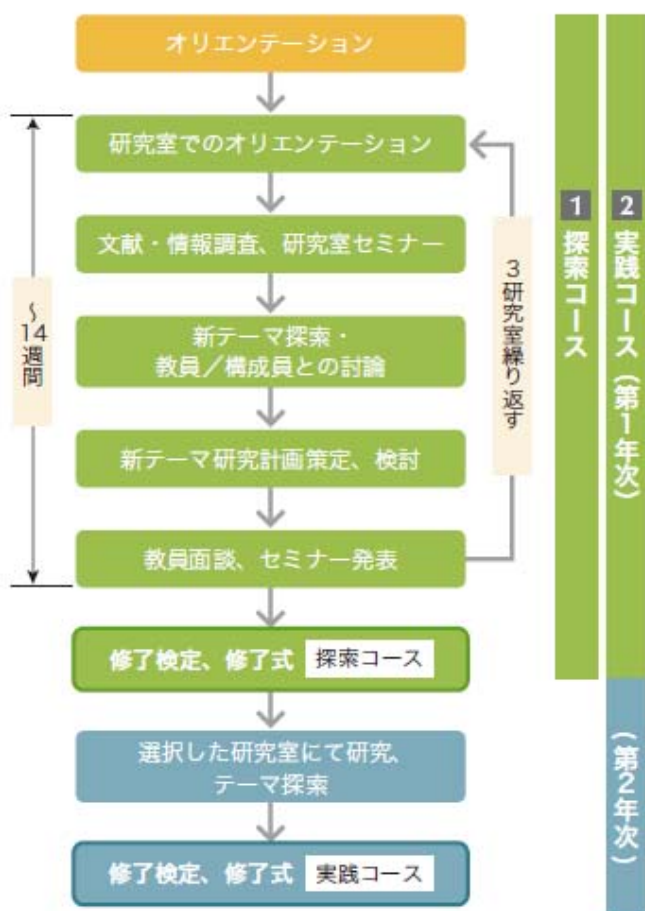 オリエンテーション
研究室でのオリエンテーション
文献・情報調査、研究室セミナー
新テーマ探索・
教員／構成員との討論
新テーマ研究計画策定、検討
教員面談、セミナー発表
〜14週間
3研究室繰り返す
修了検定、修了式 探索コース
選択した研究室にて研究、
テーマ探索
修了検定、修了式 実践コース
1 探索コース
2 実践コース（第1年次）
（第2年次）